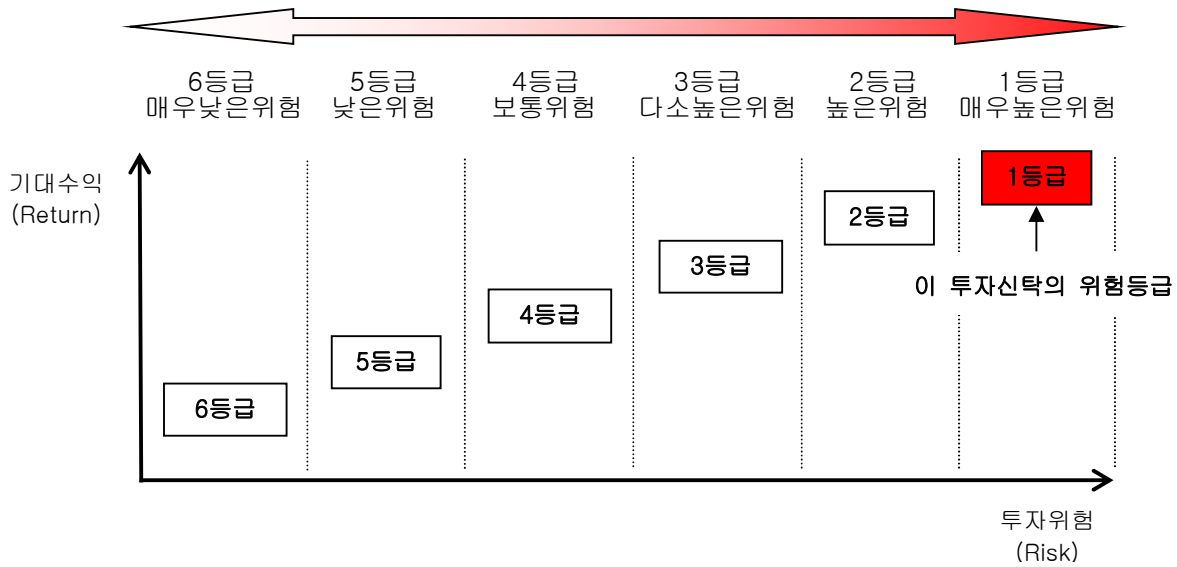 6등급 5등급 4등급 3등급 2등급 1등급
매우낮은위험 낮은위험 보통위험 다소높은위험 높은위험 매우높은위험
기대수익
(Return)
1등급
2등급
3등급
이 투자신탁의 위험등급
4등급
5등급
6등급
투자위험
(Risk)